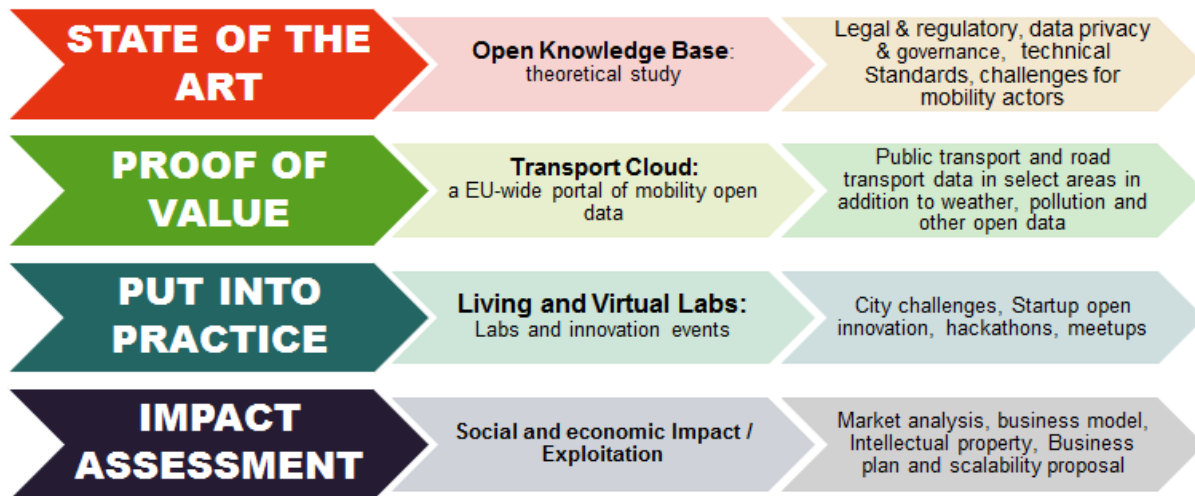 STATE OF THE
ART
Open Knowledge Base:
theoretical study
Legal & regulatory, data privacy
& governance, technical
Standards, challenges for
mobility actors
PROOF OF
VALUE
Transport Cloud:
a EU-wide portal of mobility open
data
Public transport and road
transport data in select areas in
addition to weather, pollution and
other open data
PUT INTO
PRACTICE
Living and Virtual Labs:
Labs and innovation events
City challenges, Startup open
innovation, hackathons, meetups
IMPACT
ASSESSMENT
Social and economic Impact /
Exploitation
Market analysis, business model,
Intellectual property, Business
plan and scalability proposal